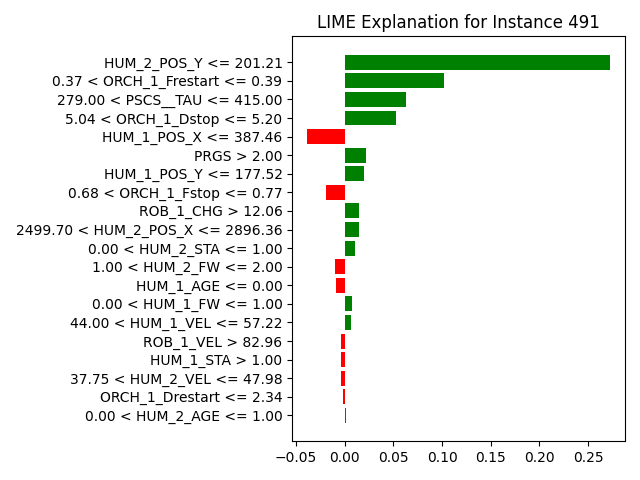 LIME Explanation for Instance 491
HUM_2_POS_Y <= 201.21
0.37 < ORCH_1_Frestart <= 0.39
279.00 < PSCS__TAU <= 415.00
5.04 < ORCH_1_Dstop <= 5.20
HUM_1_POS_X <= 387.46
PRGS > 2.00
HUM_1_POS_Y <= 177.52
0.68 < ORCH_1_Fstop <= 0.77
ROB_1_CHG > 12.06
2499.70 < HUM_2_POS_X <= 2896.36
0.00 < HUM_2_STA <= 1.00
1.00 < HUM_2_FW <= 2.00
HUM_1_AGE <= 0.00
0.00 < HUM_1_FW <= 1.00
44.00 < HUM_1_VEL <= 57.22
ROB_1_VEL > 82.96
HUM_1_STA > 1.00
37.75 < HUM_2_VEL <= 47.98
ORCH_1_Drestart <= 2.34
0.00 < HUM_2_AGE <= 1.00
−0.05 0.00 0.05 0.10 0.15 0.20 0.25